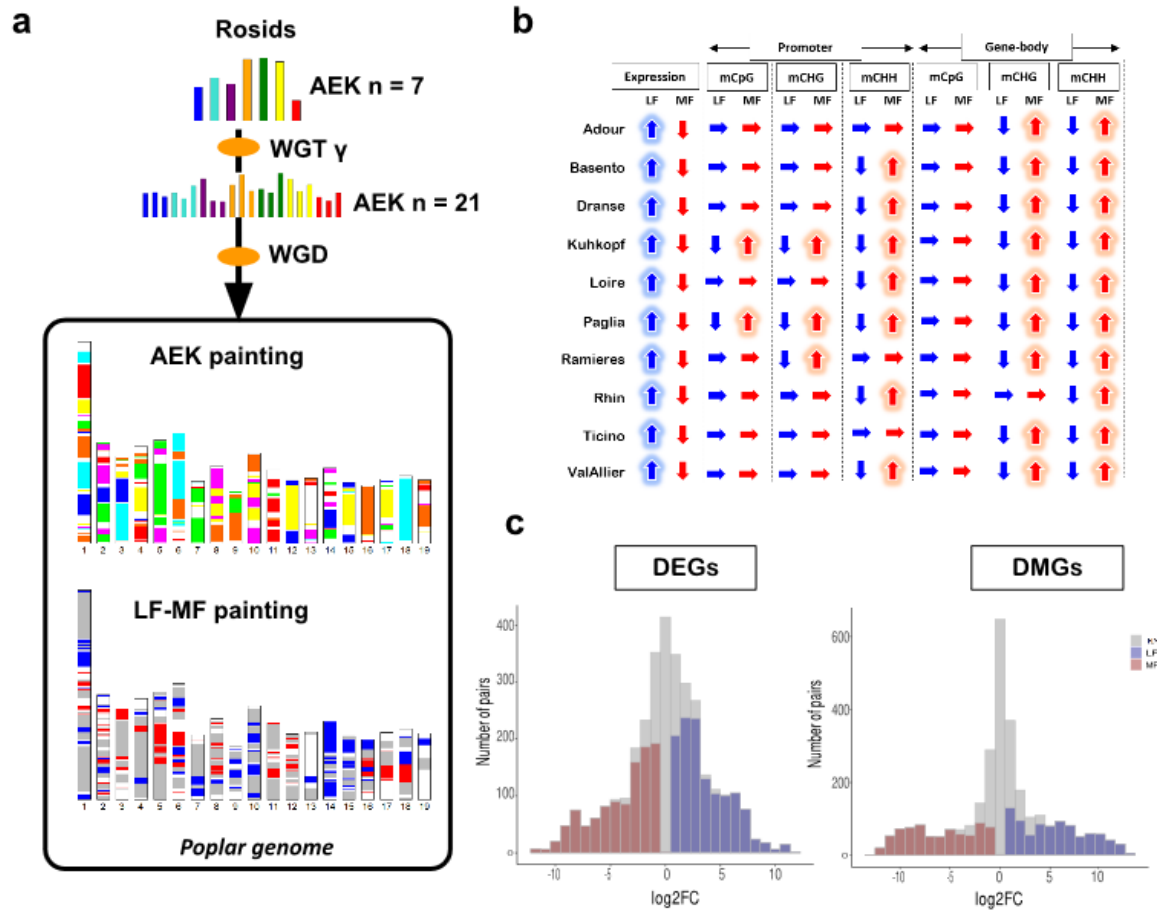 a
Rosids
AEK n = 7
WGT γ
AEK n = 21
WGD
AEK painting
1 2 3 4 5 6 7 8 9 10 11 12 13 14 15 16 17 18 19
LF-MF painting
1 2 3 4 5 6 7 8 9 10 11 12 13 14 15 16 17 18 19
Poplar genome
b
Promoter Gene-body
Expression mCpG mCHG mCHH mCpG mCHG mCHH
LF MF LF MF LF MF LF MF LF MF LF MF LF MF
Adour
Basento
Dranse
Kuhkopf
Loire
Paglia
Ramieres
Rhin
Ticino
ValAllier
c
DEGs
Number of pairs
400
300
200
100
0
-10 -5 0 5 10
log2FC
DMGs
Number of pairs
600
400
200
0
-10 -5 0 5 10
log2FC
LF